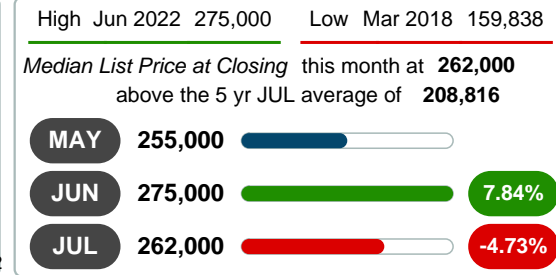 High Jun 2022 275,000 Low Mar 2018 159,838
Median List Price at Closing this month at 262,000
above the 5 yr JUL average of 208,816
MAY 255,000
JUN 275,000 7.84%
JUL 262,000 -4.73%